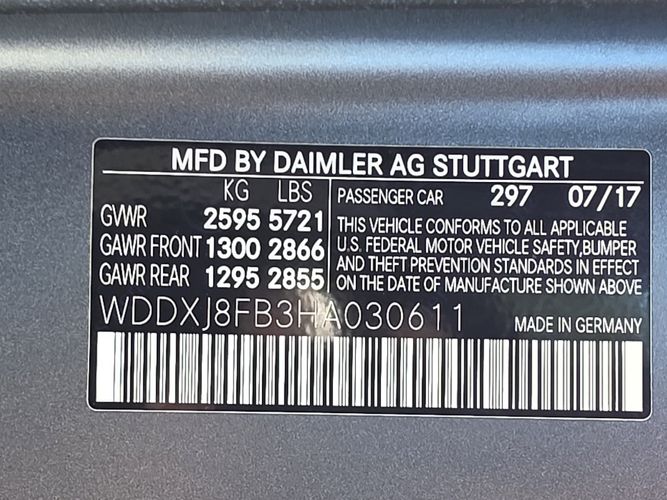 MFD BY DAIMLER AG STUTTGART
KG LBS
GVWR 2595 5721
GAWR FRONT 1300 2866
GAWR REAR 1295 2855
PASSENGER CAR 297 07/17
THIS VEHICLE CONFORMS TO ALL APPLICABLE
U.S. FEDERAL MOTOR VEHICLE SAFETY,BUMPER
AND THEFT PREVENTION STANDARDS IN EFFECT
ON THE DATE OF MANUFACTURE SHOWN ABOVE
WDDXJ8FB3HA030611
MADE IN GERMANY